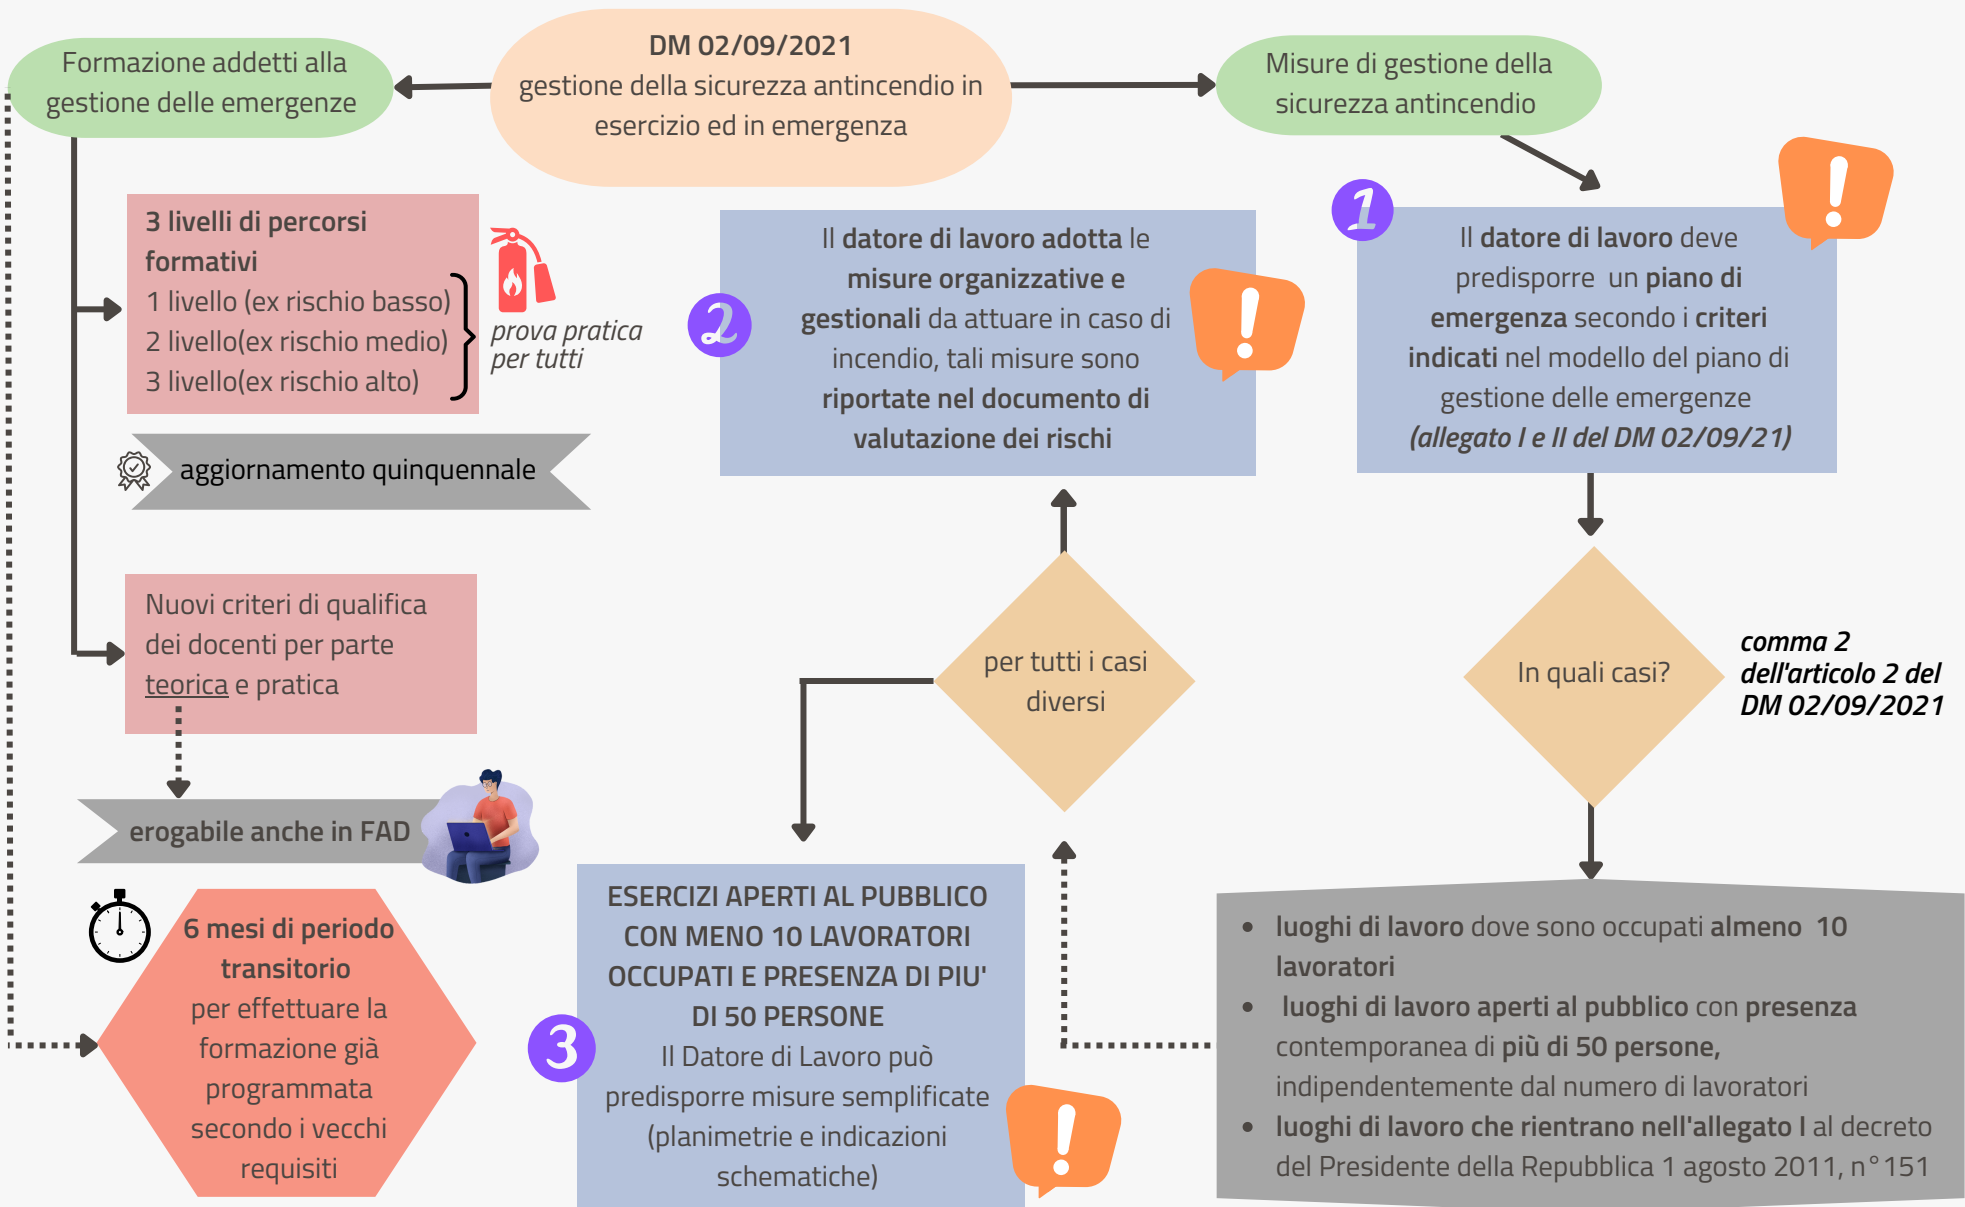 Formazione addetti alla
gestione delle emergenze
DM 02/09/2021
gestione della sicurezza antincendio in
esercizio ed in emergenza
Misure di gestione della
sicurezza antincendio
3 livelli di percorsi
formativi
1 livello (ex rischio basso)
2 livello(ex rischio medio)
3 livello(ex rischio alto)
prova pratica
per tutti
aggiornamento quinquennale
Nuovi criteri di qualifica
dei docenti per parte
teorica e pratica
erogabile anche in FAD
6 mesi di periodo
transitorio
per effettuare la
formazione già
programmata
secondo i vecchi
requisiti
1
!
Il datore di lavoro deve
predisporre un piano di
emergenza secondo i criteri
indicati nel modello del piano di
gestione delle emergenze
(allegato I e II del DM 02/09/21)
In quali casi?
comma 2
dell'articolo 2 del
DM 02/09/2021
• luoghi di lavoro dove sono occupati almeno 10
lavoratori
• luoghi di lavoro aperti al pubblico con presenza
contemporanea di più di 50 persone,
indipendentemente dal numero di lavoratori
• luoghi di lavoro che rientrano nell'allegato I al decreto
del Presidente della Repubblica 1 agosto 2011, n°151
per tutti i casi
diversi
2
!
Il datore di lavoro adotta le
misure organizzative e
gestionali da attuare in caso di
incendio, tali misure sono
riportate nel documento di
valutazione dei rischi
3
!
ESERCIZI APERTI AL PUBBLICO
CON MENO 10 LAVORATORI
OCCUPATI E PRESENZA DI PIU'
DI 50 PERSONE
Il Datore di Lavoro può
predisporre misure semplificate
(planimetrie e indicazioni
schematiche)